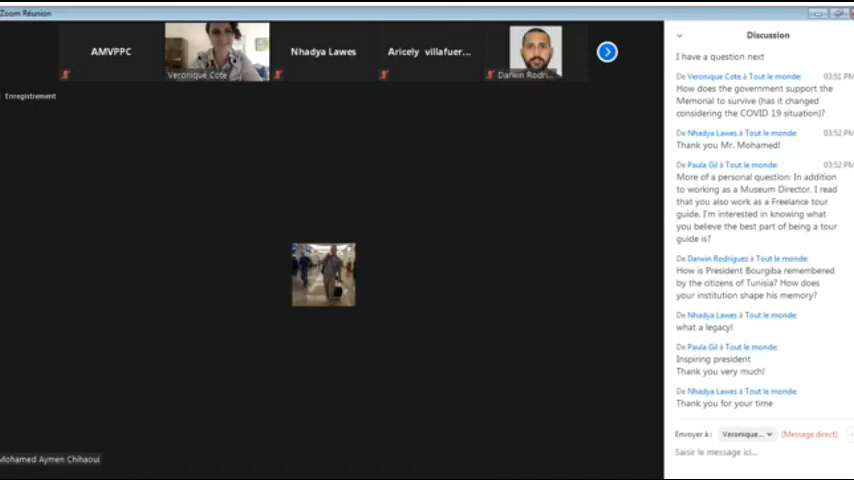 Zoom Réunion
AMVPPC
Veronique Cote
Nhadya Lawes
Aricely villafuer...
Darwin Rodri...
Enregistrement
Mohamed Aymen Chihaoui
Discussion
I have a question next
De Veronique Cote à Tout le monde: 03:51 PM
How does the government support the
Memorial to survive (has it changed
considering the COVID 19 situation)?
De Nhadya Lawes à Tout le monde: 03:52 PM
Thank you Mr. Mohamed!
De Paula Gil à Tout le monde: 03:52 PM
More of a personal question: In addition
to working as a Museum Director. I read
that you also work as a Freelance tour
guide. I'm interested in knowing what
you believe the best part of being a tour
guide is?
De Darwin Rodriguez à Tout le monde:
How is President Bourgiba remembered
by the citizens of Tunisia? How does
your institution shape his memory?
De Nhadya Lawes à Tout le monde:
what a legacy!
De Paula Gil à Tout le monde:
Inspiring president
Thank you very much!
De Nhadya Lawes à Tout le monde:
Thank you for your time
Envoyer à : Veronique... (Message direct)
Saisir le message ici...